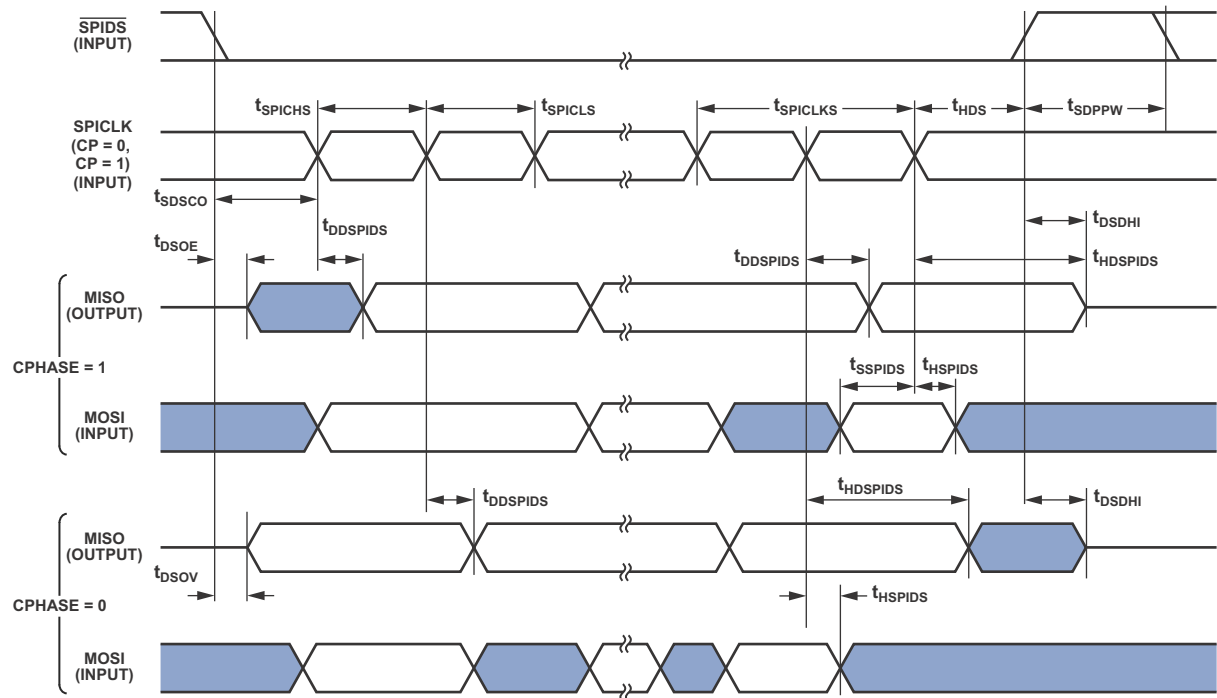 SPIDS
(INPUT)
tSPICHS
tSPICLS
tSPICLKS
tHDS
tSDPPW
SPICLK
(CP = 0,
CP = 1)
(INPUT)
tSDSCO
tDSOE
tDDSPIDS
tDDSPIDS
tDSDHI
tHDSPIDS
MISO
(OUTPUT)
CPHASE = 1
tSSPIDS
tHSPIDS
MOSI
(INPUT)
tDDSPIDS
tHDSPIDS
tDSDHI
MISO
(OUTPUT)
tDSOV
CPHASE = 0
tHSPIDS
MOSI
(INPUT)